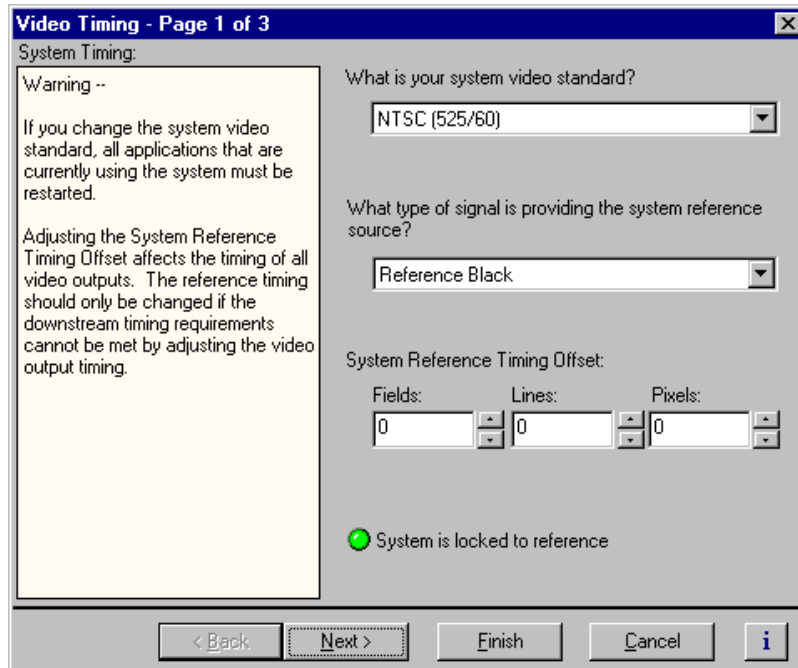 Video Timing - Page 1 of 3
System Timing:
Warning --
If you change the system video
standard, all applications that are
currently using the system must be
restarted.
Adjusting the System Reference
Timing Offset affects the timing of all
video outputs.  The reference timing
should only be changed if the
downstream timing requirements
cannot be met by adjusting the video
output timing.
What is your system video standard?
NTSC (525/60)
What type of signal is providing the system reference
source?
Reference Black
System Reference Timing Offset:
Fields: Lines: Pixels:
0 0 0
System is locked to reference
< Back Next > Finish Cancel i